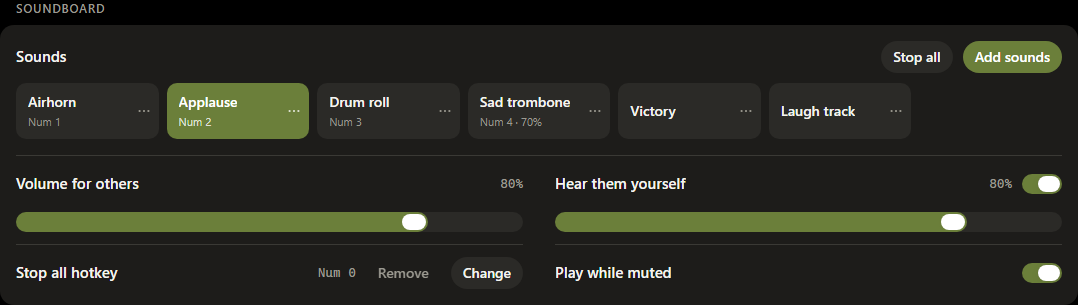 SOUNDBOARD
Sounds
Stop all
Add sounds
Airhorn
Num 1
Applause
Num 2
Drum roll
Num 3
Sad trombone
Num 4 · 70%
Victory
Laugh track
Volume for others
80%
Hear them yourself
80%
Stop all hotkey
Num 0
Remove
Change
Play while muted